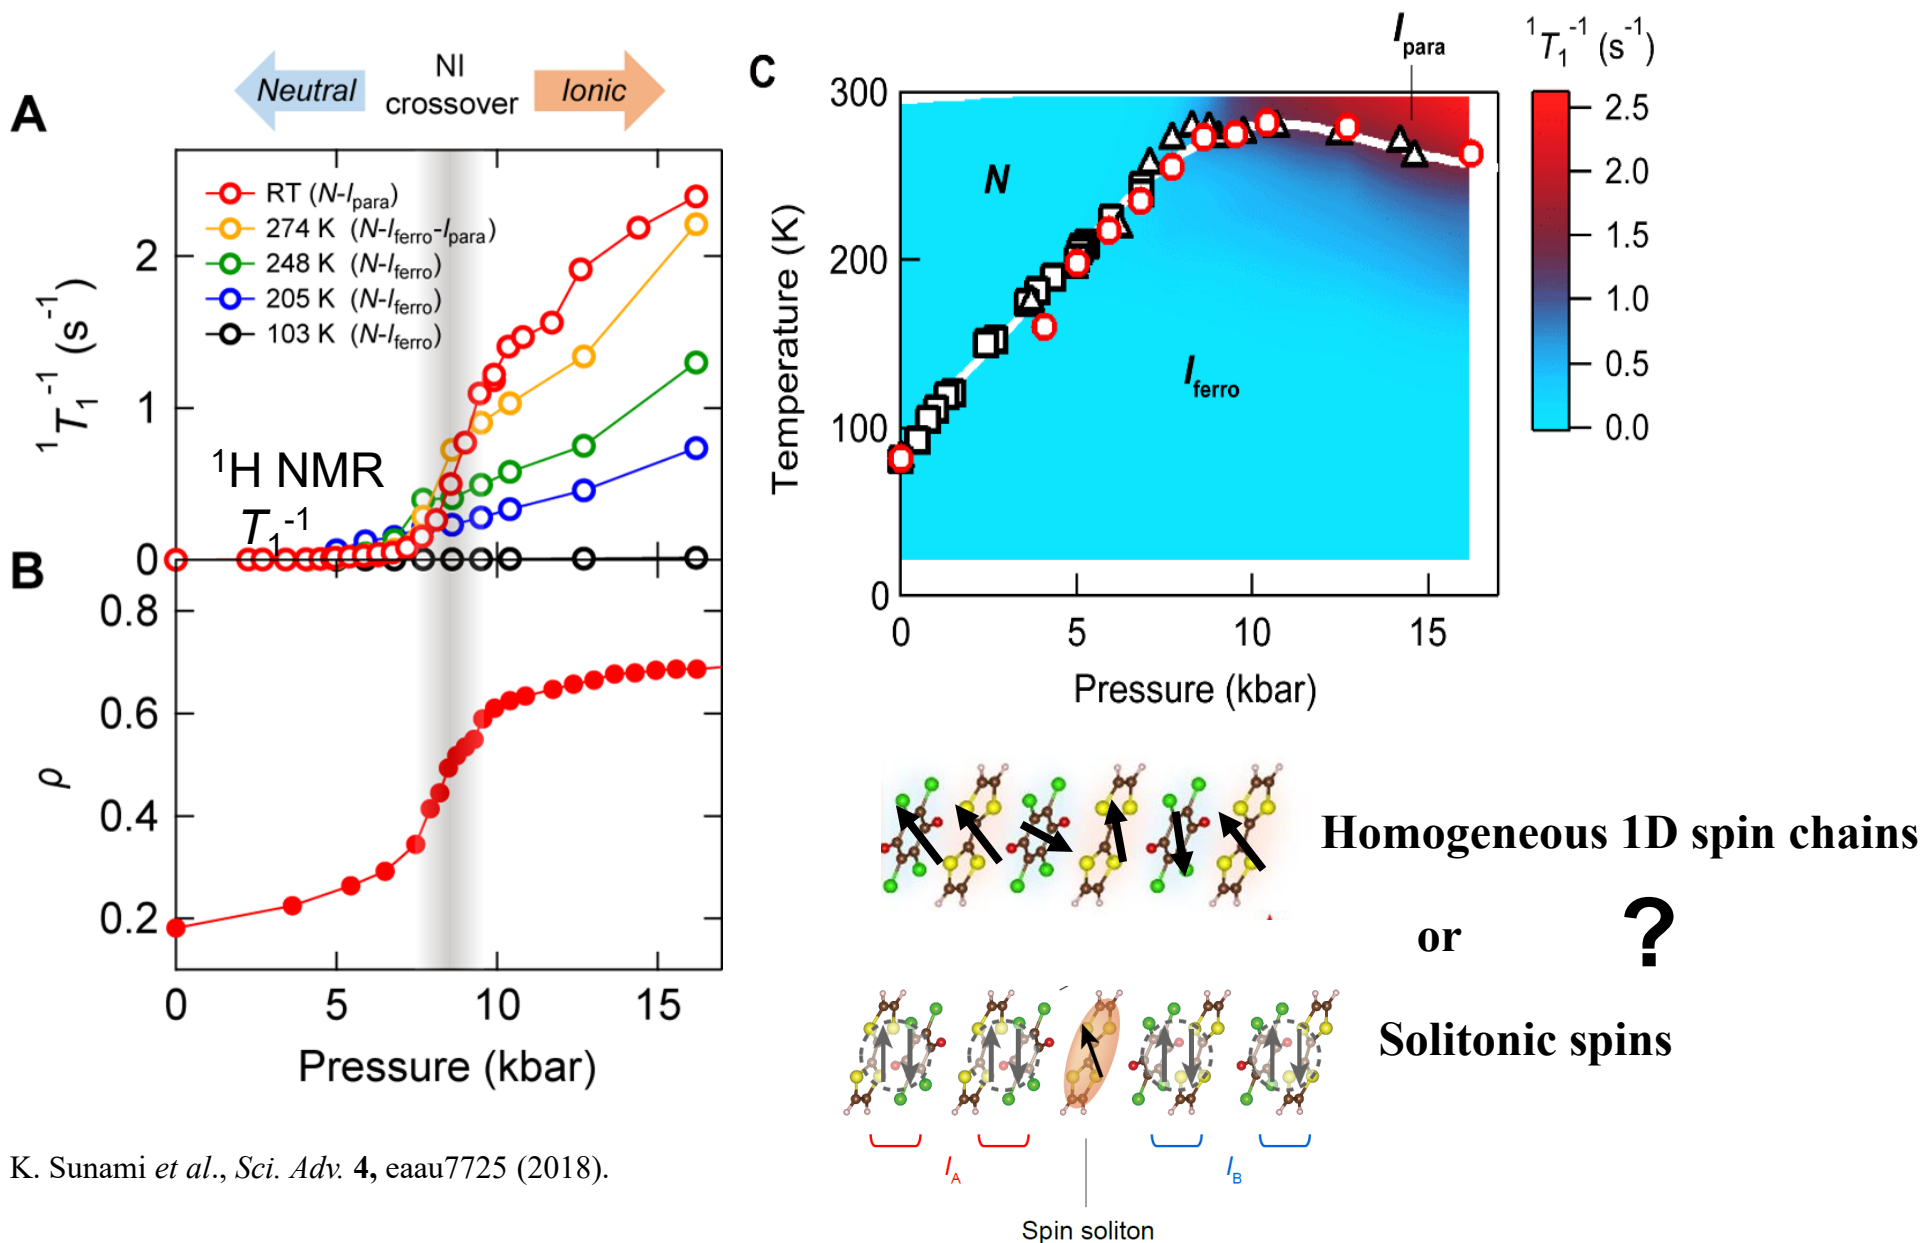 A
Neutral
NI
crossover
Ionic
RT (N-Ipara)
274 K (N-Iferro-Ipara)
248 K (N-Iferro)
205 K (N-Iferro)
103 K (N-Iferro)
2
1
0
¹T₁⁻¹ (s⁻¹)
¹H NMR
T₁⁻¹
B
0.8
0.6
0.4
0.2
ρ
0
5
10
15
Pressure (kbar)
C
Ipara
¹T₁⁻¹ (s⁻¹)
300
200
100
0
Temperature (K)
N
Iferro
0
5
10
15
Pressure (kbar)
2.5
2.0
1.5
1.0
0.5
0.0
Homogeneous 1D spin chains
or
?
Solitonic spins
IA
IB
Spin soliton
K. Sunami et al., Sci. Adv. 4, eaau7725 (2018).